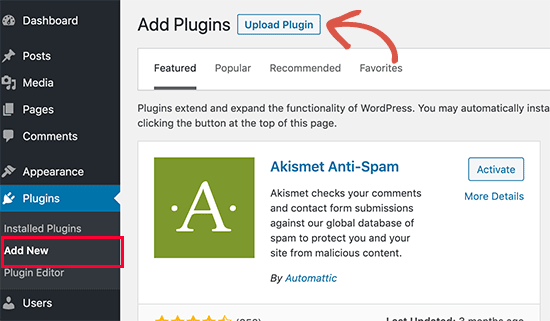 Dashboard
Posts
Media
Pages
Comments
Appearance
Plugins
Installed Plugins
Add New
Plugin Editor
Users
Add Plugins Upload Plugin
Featured Popular Recommended Favorites
Plugins extend and expand the functionality of WordPress. You may automatically insta
clicking the button at the top of this page.
A
Akismet Anti-Spam
Activate
More Details
Akismet checks your comments
and contact form submissions
against our global database of
spam to protect you and your
site from malicious content.
By Automattic
Last Updated: 3 months ago